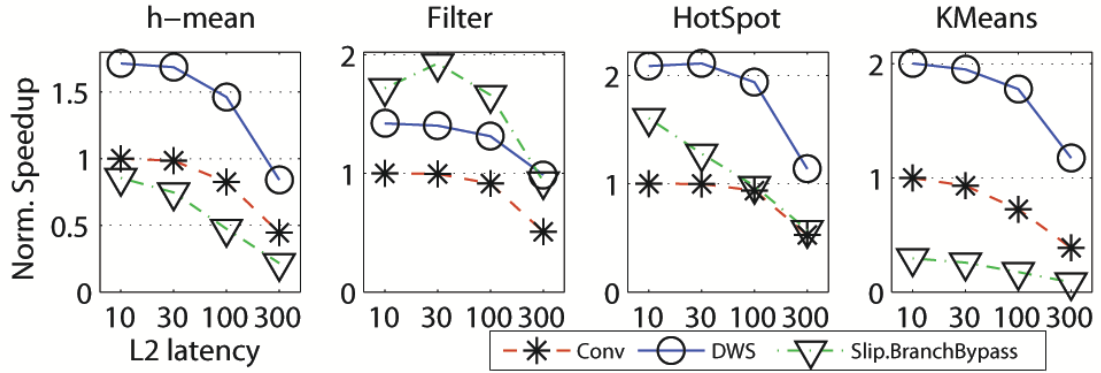 h-mean Filter HotSpot KMeans
Norm. Speedup
1.5
1
0.5
0
2
1
0
2
1
0
2
1
0
10 30 100 300 10 30 100 300 10 30 100 300 10 30 100 300
L2 latency
Conv DWS Slip.BranchBypass